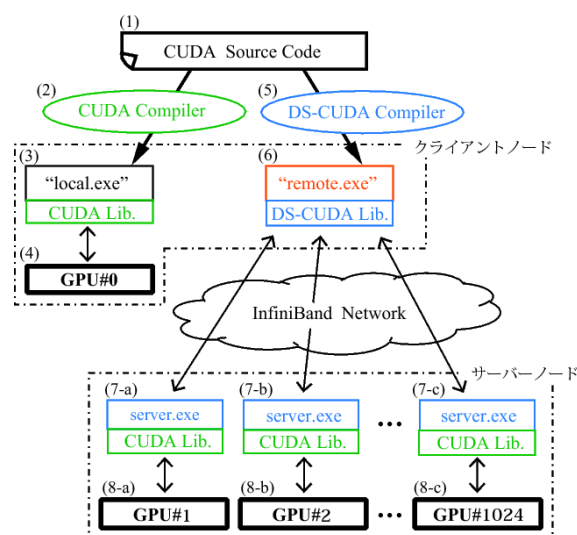 (1)
CUDA Source Code
(2)
CUDA Compiler
(5)
DS-CUDA Compiler
クライアントノード
(3)
“local.exe”
CUDA Lib.
(6)
“remote.exe”
DS-CUDA Lib.
(4)
GPU#0
InfiniBand Network
サーバーノード
(7-a)
server.exe
CUDA Lib.
(7-b)
server.exe
CUDA Lib.
•••
(7-c)
server.exe
CUDA Lib.
(8-a)
GPU#1
(8-b)
GPU#2
•••
(8-c)
GPU#1024